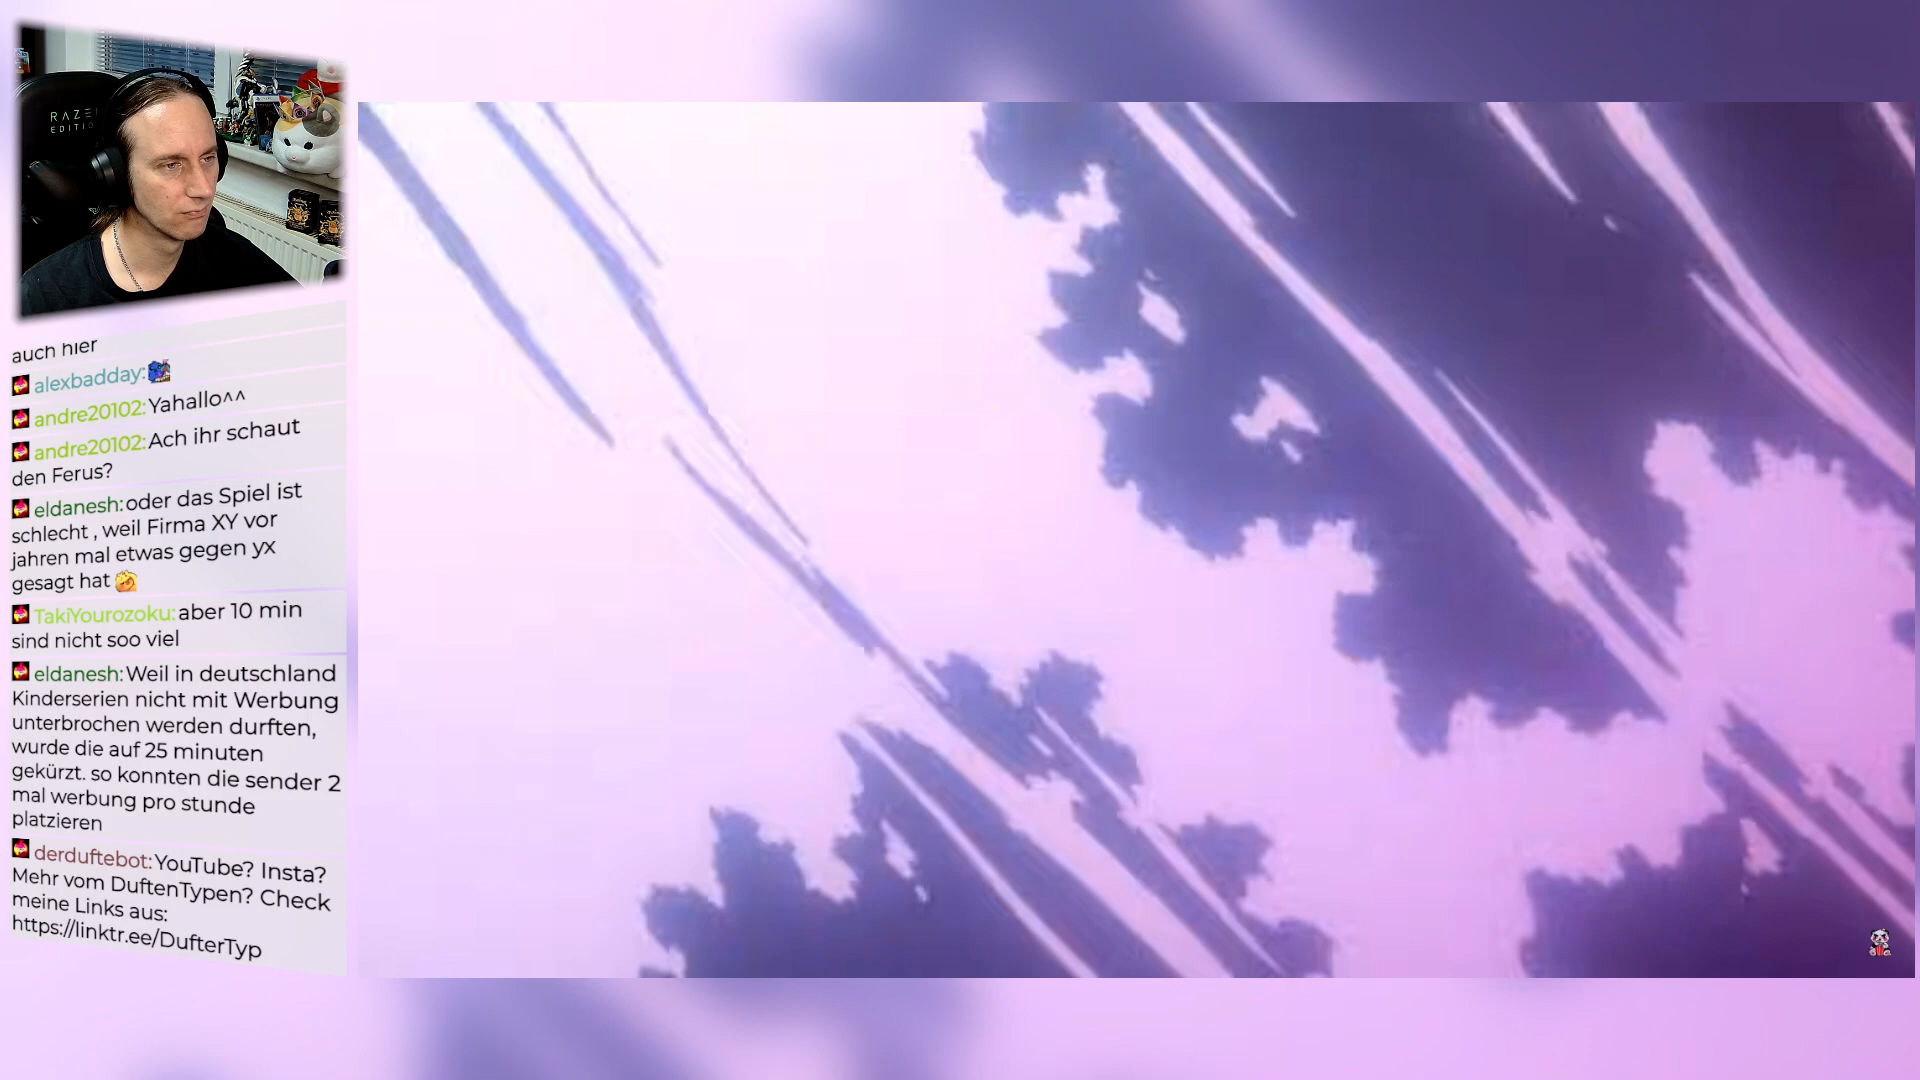 RAZER
EDITIO
auch hier
alexbadday:
andre20102: Yahallo^^
andre20102: Ach ihr schaut
den Ferus?
eldanesh: oder das Spiel ist
schlecht , weil Firma XY vor
jahren mal etwas gegen yx
gesagt hat
TakiYourozoku: aber 10 min
sind nicht soo viel
eldanesh: Weil in deutschland
Kinderserien nicht mit Werbung
unterbrochen werden durften,
wurde die auf 25 minuten
gekürzt. so konnten die sender 2
mal werbung pro stunde
platzieren
derduftebot: YouTube? Insta?
Mehr vom DuftenTypen? Check
meine Links aus:
https://linktr.ee/DufterTyp